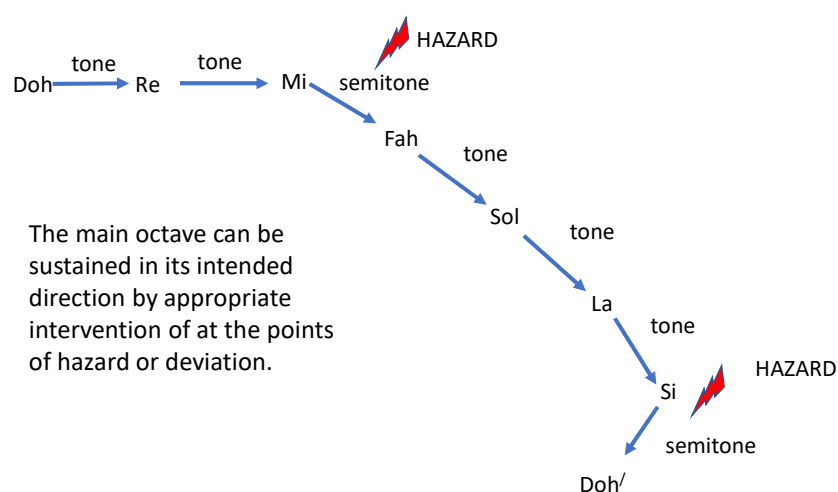 HAZARD
tone
tone
Doh
Re
Mi
semitone
Fah
tone
Sol
tone
The main octave can be
sustained in its intended
direction by appropriate
intervention of at the points
of hazard or deviation.
La
tone
HAZARD
Si
semitone
Doh/